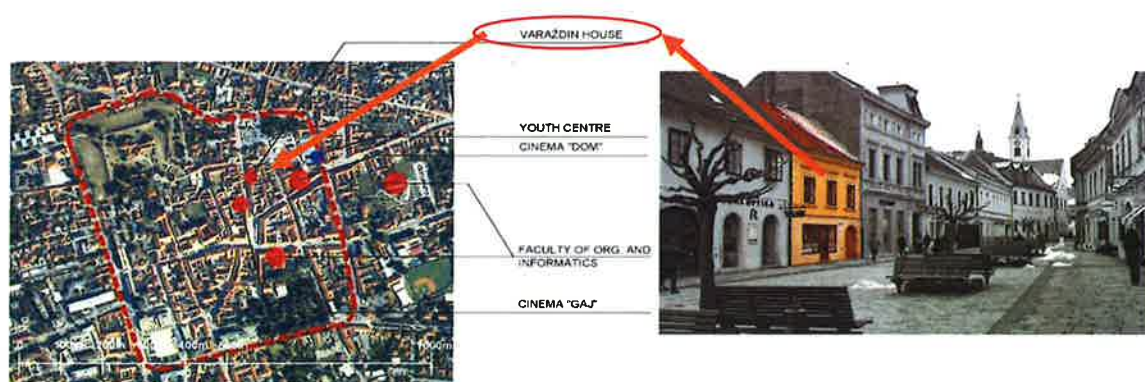 VARAŽDIN HOUSE
YOUTH CENTRE
CINEMA "DOM"
FACULTY OF ORG. AND
INFORMATICS
CINEMA "GAJ"